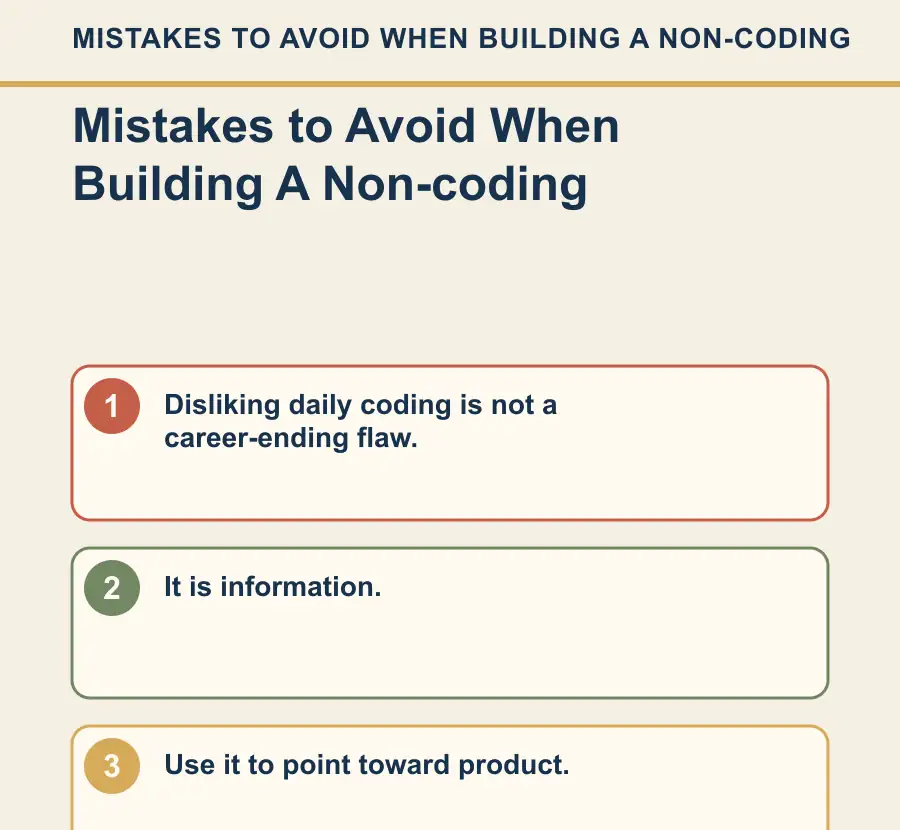 MISTAKES TO AVOID WHEN BUILDING A NON-CODING
Mistakes to Avoid When
Building A Non-coding
1
Disliking daily coding is not a
career-ending flaw.
2
It is information.
3
Use it to point toward product.